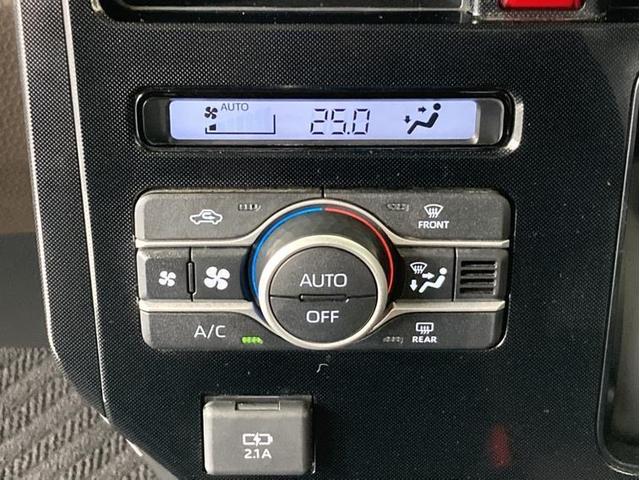 AUTO
25.0
FRONT
AUTO
OFF
A/C
REAR
2.1A